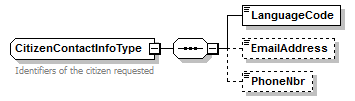 LanguageCode
CitizenContactInfoType
EmailAddress
Identifiers of the citizen requested
PhoneNbr